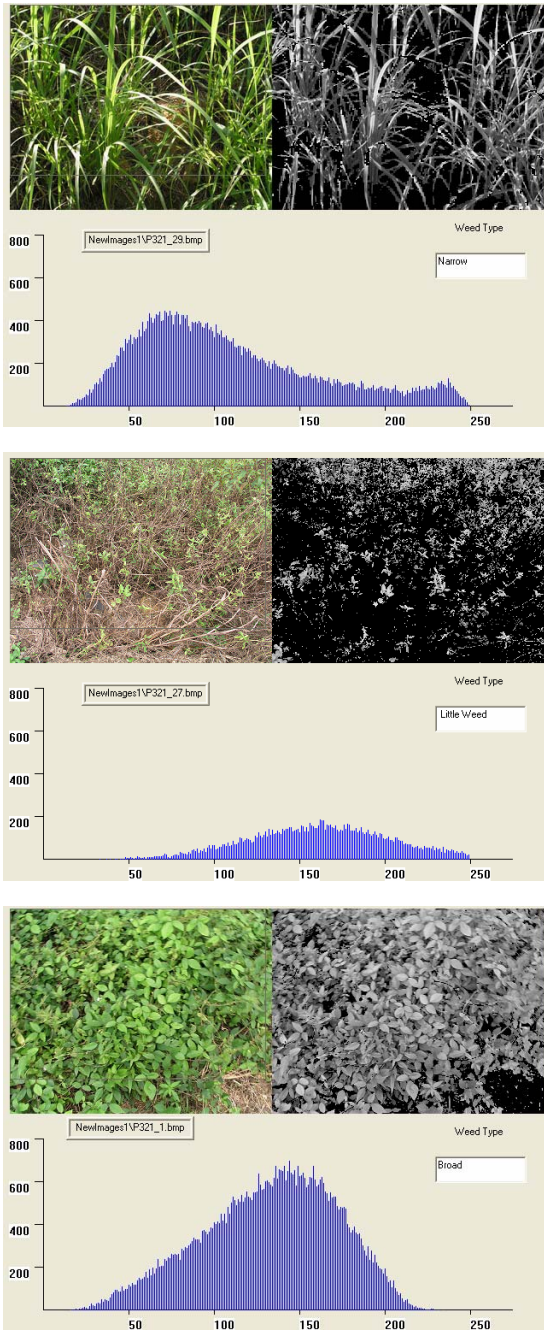 Weed Type
800
NewImages1\P321_29.bmp
Narrow
600
400
200
50 100 150 200 250
Weed Type
800
NewImages1\P321_27.bmp
Little Weed
600
400
200
50 100 150 200 250
NewImages1\P321_1.bmp
Weed Type
800
Broad
600
400
200
50 100 150 200 250